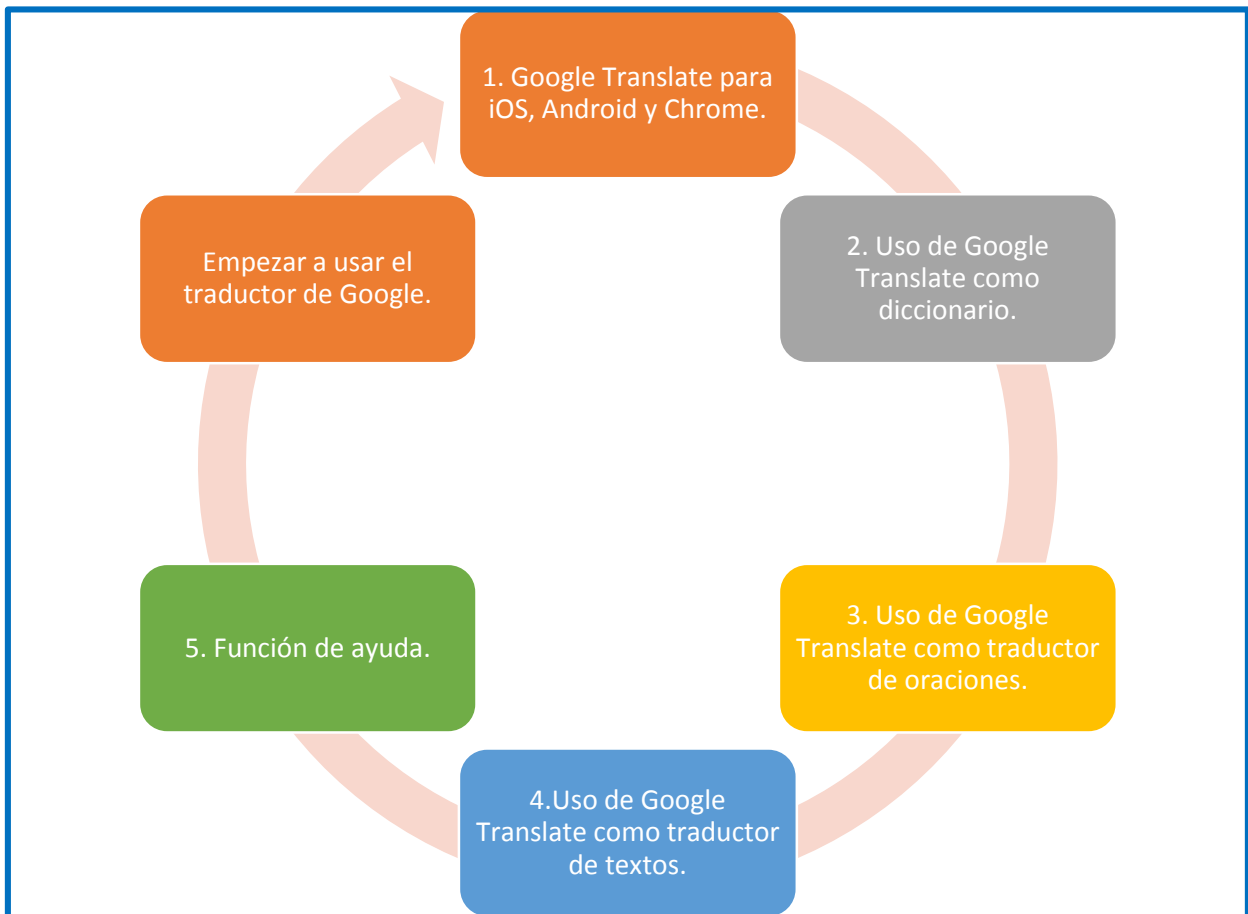 1. Google Translate para
iOS, Android y Chrome.
2. Uso de Google
Translate como
diccionario.
3. Uso de Google
Translate como traductor
de oraciones.
4.Uso de Google
Translate como traductor
de textos.
5. Función de ayuda.
Empezar a usar el
traductor de Google.